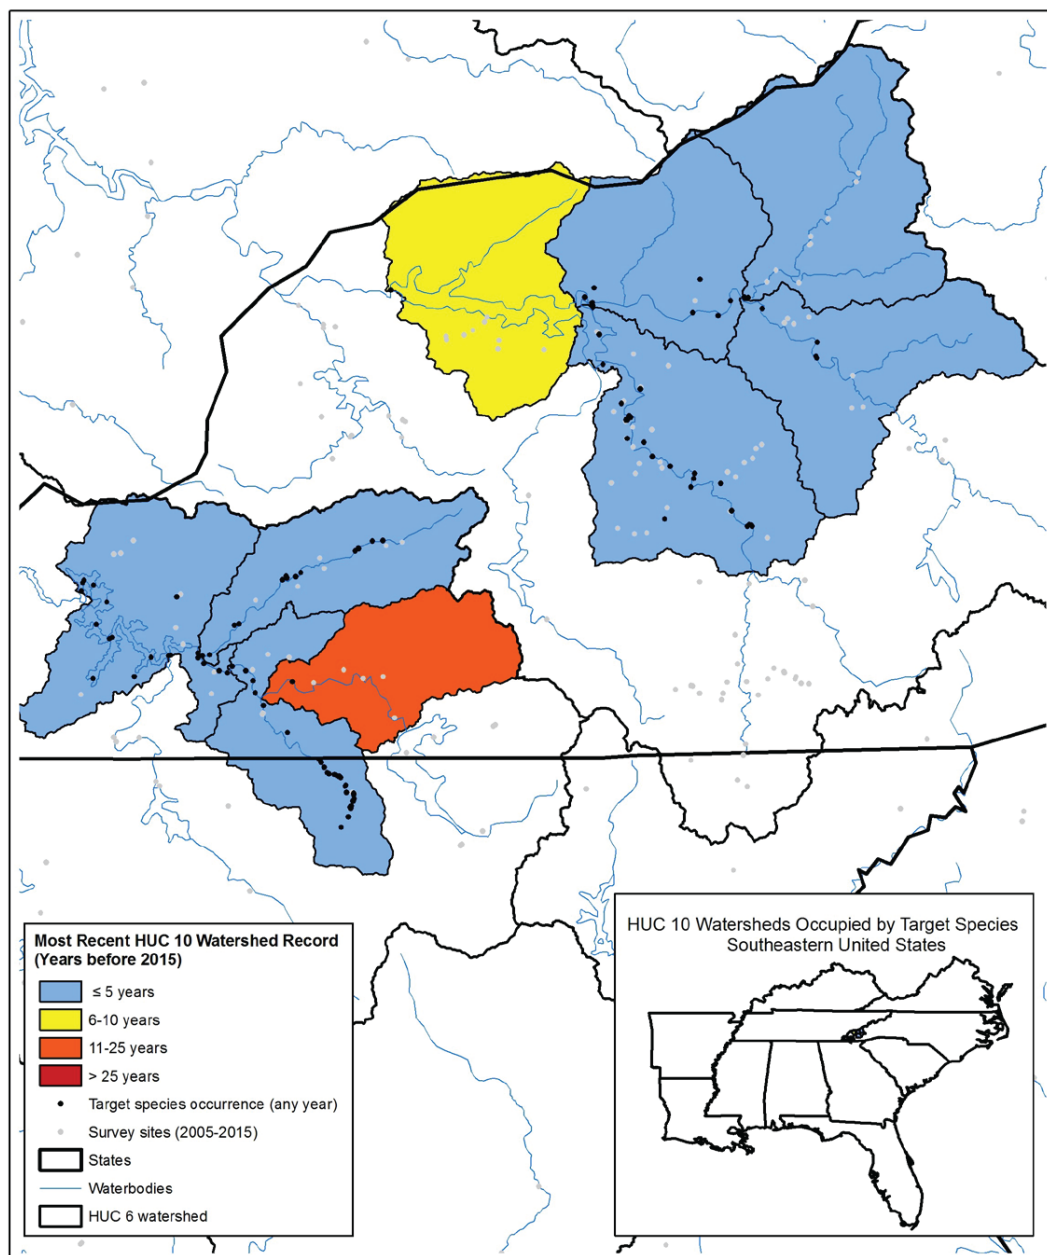 Most Recent HUC 10 Watershed Record
(Years before 2015)
≤ 5 years
6-10 years
11-25 years
> 25 years
Target species occurrence (any year)
Survey sites (2005-2015)
States
Waterbodies
HUC 6 watershed
HUC 10 Watersheds Occupied by Target Species
Southeastern United States